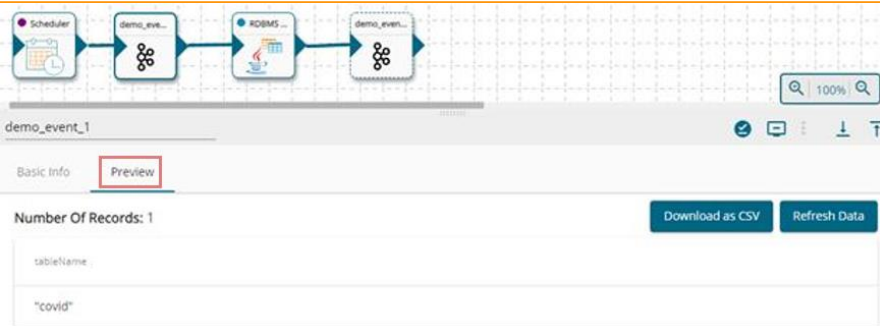 Scheduler
demo_eve...
RDBMS ...
demo_even...
100%
demo_event_1
Basic Info
Preview
Number Of Records: 1
Download as CSV
Refresh Data
tableName
"covid"